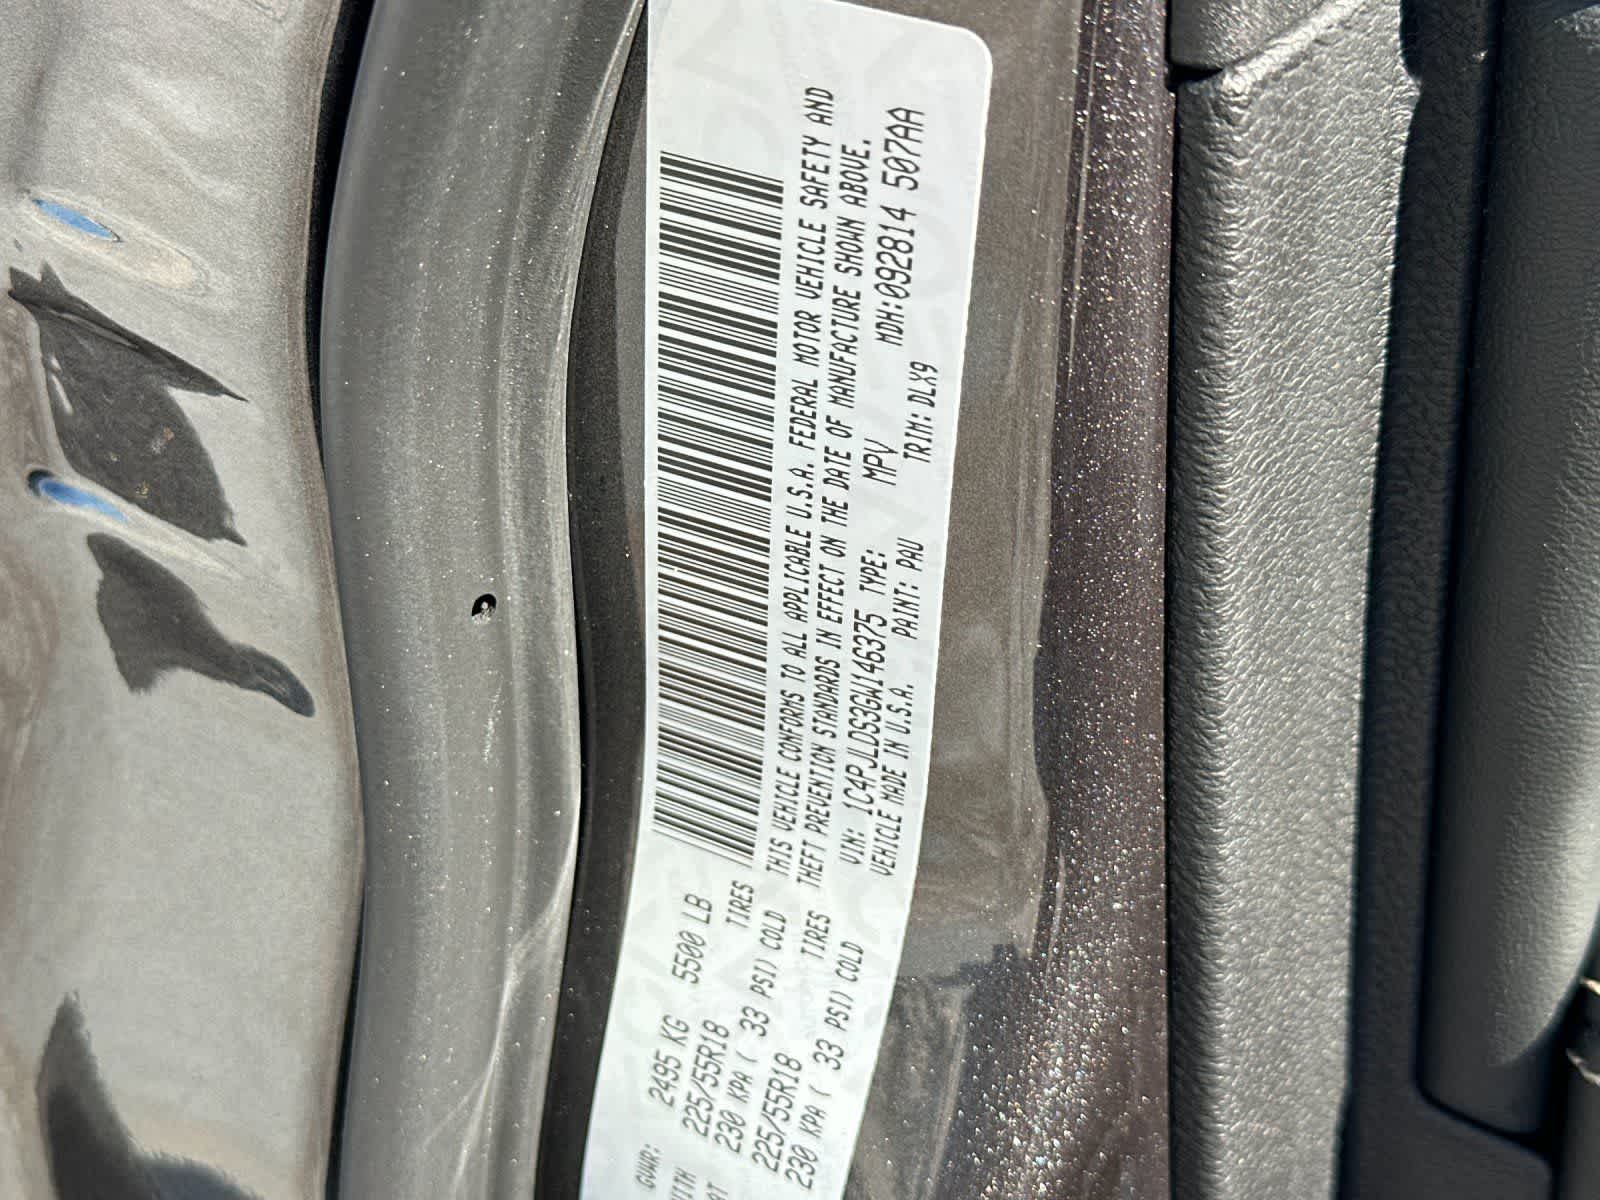 GVWR: 2495 KG 5500 LB
WITH 225/55R18 TIRES
AT 230 KPA ( 33 PSI) COLD
225/55R18 TIRES
230 KPA ( 33 PSI) COLD
THIS VEHICLE CONFORMS TO ALL APPLICABLE U.S.A. FEDERAL MOTOR VEHICLE SAFETY AND
THEFT PREVENTION STANDARDS IN EFFECT ON THE DATE OF MANUFACTURE SHOWN ABOVE.
VIN: 1C4PJLDS3GW146375 TYPE: MPV MDH:092814 507AA
VEHICLE MADE IN U.S.A. PAINT: PAU TRIM: DLX9